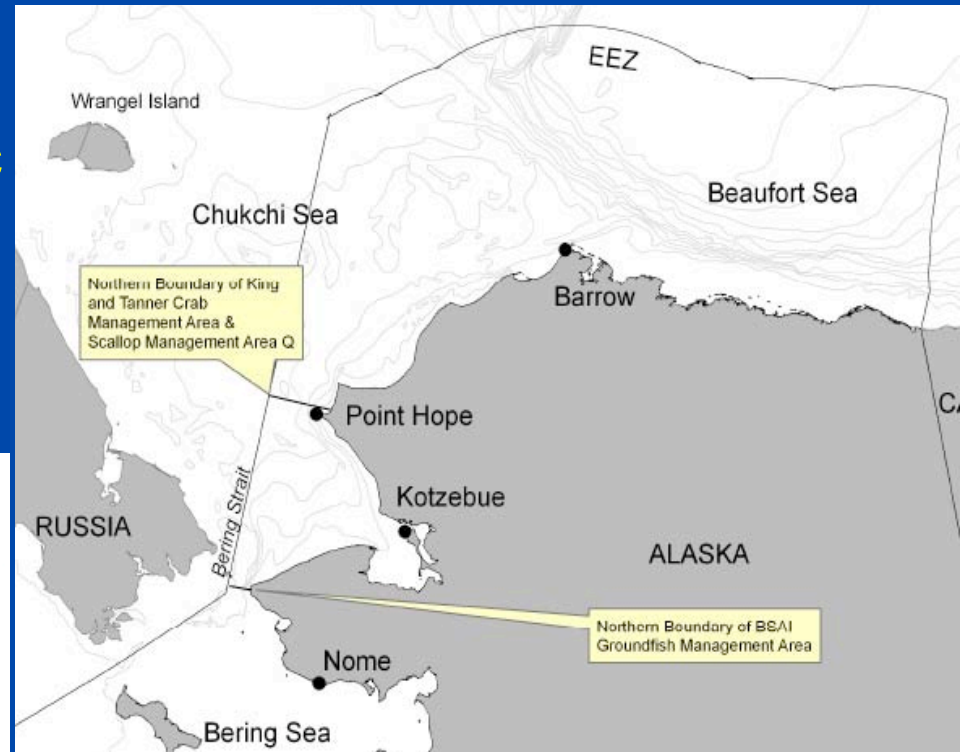 EEZ
Wrangel Island
Beaufort Sea
Chukchi Sea
Northern Boundary of King
and Tanner Crab
Management Area &
Scallop Management Area Q
Barrow
Point Hope
Bering Strait
Kotzebue
RUSSIA
ALASKA
Northern Boundary of BSAI
Groundfish Management Area
Nome
Bering Sea